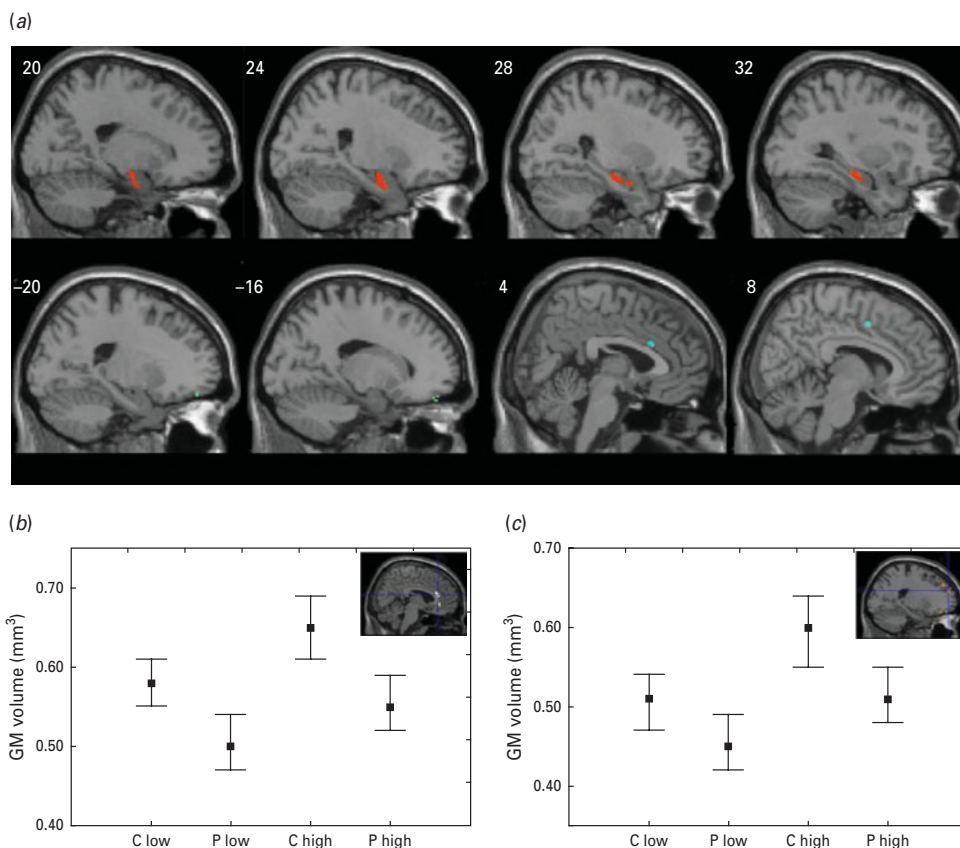 (a)
20
24
28
32
−20
−16
4
8
(b)
(c)
GM volume (mm³)
0.70
0.60
0.50
0.40
C low
P low
C high
P high
GM volume (mm³)
0.70
0.60
0.50
0.40
C low
P low
C high
P high